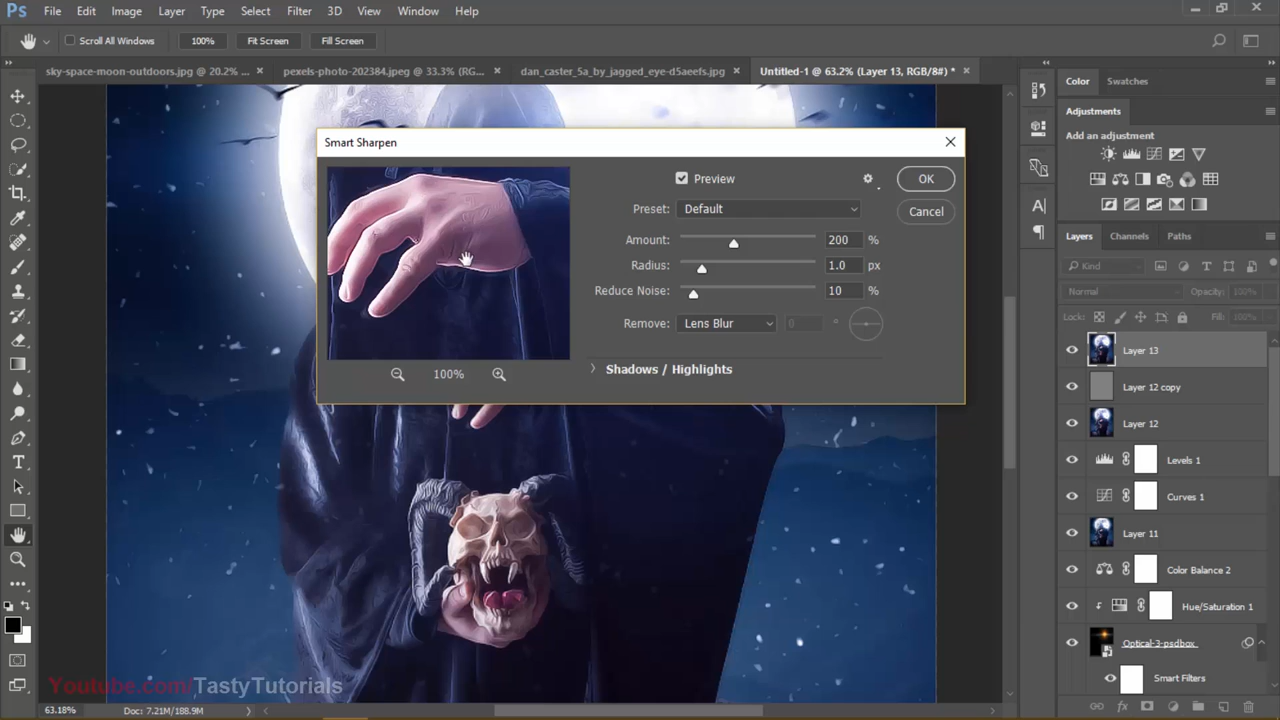 Ps File Edit Image Layer Type Select Filter 3D View Window Help
Scroll All Windows 100% Fit Screen Fill Screen
sky-space-moon-outdoors.jpg @ 20.2% ... × pexels-photo-202384.jpeg @ 33.3% (RG... × dan_caster_5a_by_jagged_eye-d5aeefs.jpg × Untitled-1 @ 63.2% (Layer 13, RGB/8#) * ×
Color Swatches
Adjustments
Add an adjustment
Smart Sharpen
Preview
OK
Preset: Default
Cancel
Amount: 200 %
Radius: 1.0 px
Reduce Noise: 10 %
Remove: Lens Blur 0 °
Shadows / Highlights
100%
Layers Channels Paths
Kind
Normal Opacity: 100%
Lock: Fill: 100%
Layer 13
Layer 12 copy
Layer 12
Levels 1
Curves 1
Layer 11
Color Balance 2
Hue/Saturation 1
Optical-3-psdbox
Smart Filters
Youtube.com/TastyTutorials
63.18% Doc: 7.21M/188.9M